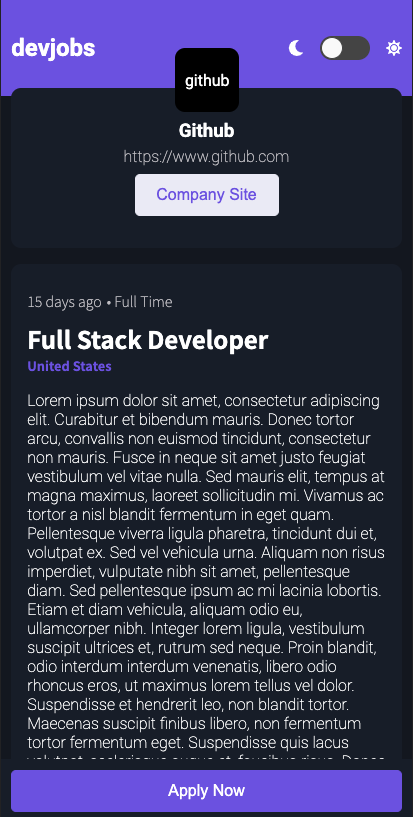 devjobs
github
Github
https://www.github.com
Company Site
15 days ago • Full Time
Full Stack Developer
United States
Lorem ipsum dolor sit amet, consectetur adipiscing
elit. Curabitur et bibendum mauris. Donec tortor
arcu, convallis non euismod tincidunt, consectetur
non mauris. Fusce in neque sit amet justo feugiat
vestibulum vel vitae nulla. Sed mauris elit, tempus at
magna maximus, laoreet sollicitudin mi. Vivamus ac
tortor a nisl blandit fermentum in eget quam.
Pellentesque viverra ligula pharetra, tincidunt dui et,
volutpat ex. Sed vel vehicula urna. Aliquam non risus
imperdiet, vulputate nibh sit amet, pellentesque
diam. Sed pellentesque ipsum ac mi lacinia lobortis.
Etiam et diam vehicula, aliquam odio eu,
ullamcorper nibh. Integer lorem ligula, vestibulum
suscipit ultrices et, rutrum sed neque. Proin blandit,
odio interdum interdum venenatis, libero odio
rhoncus eros, ut maximus lorem tellus vel dolor.
Suspendisse et hendrerit leo, non blandit tortor.
Maecenas suscipit finibus libero, non fermentum
tortor fermentum eget. Suspendisse quis lacus
Apply Now